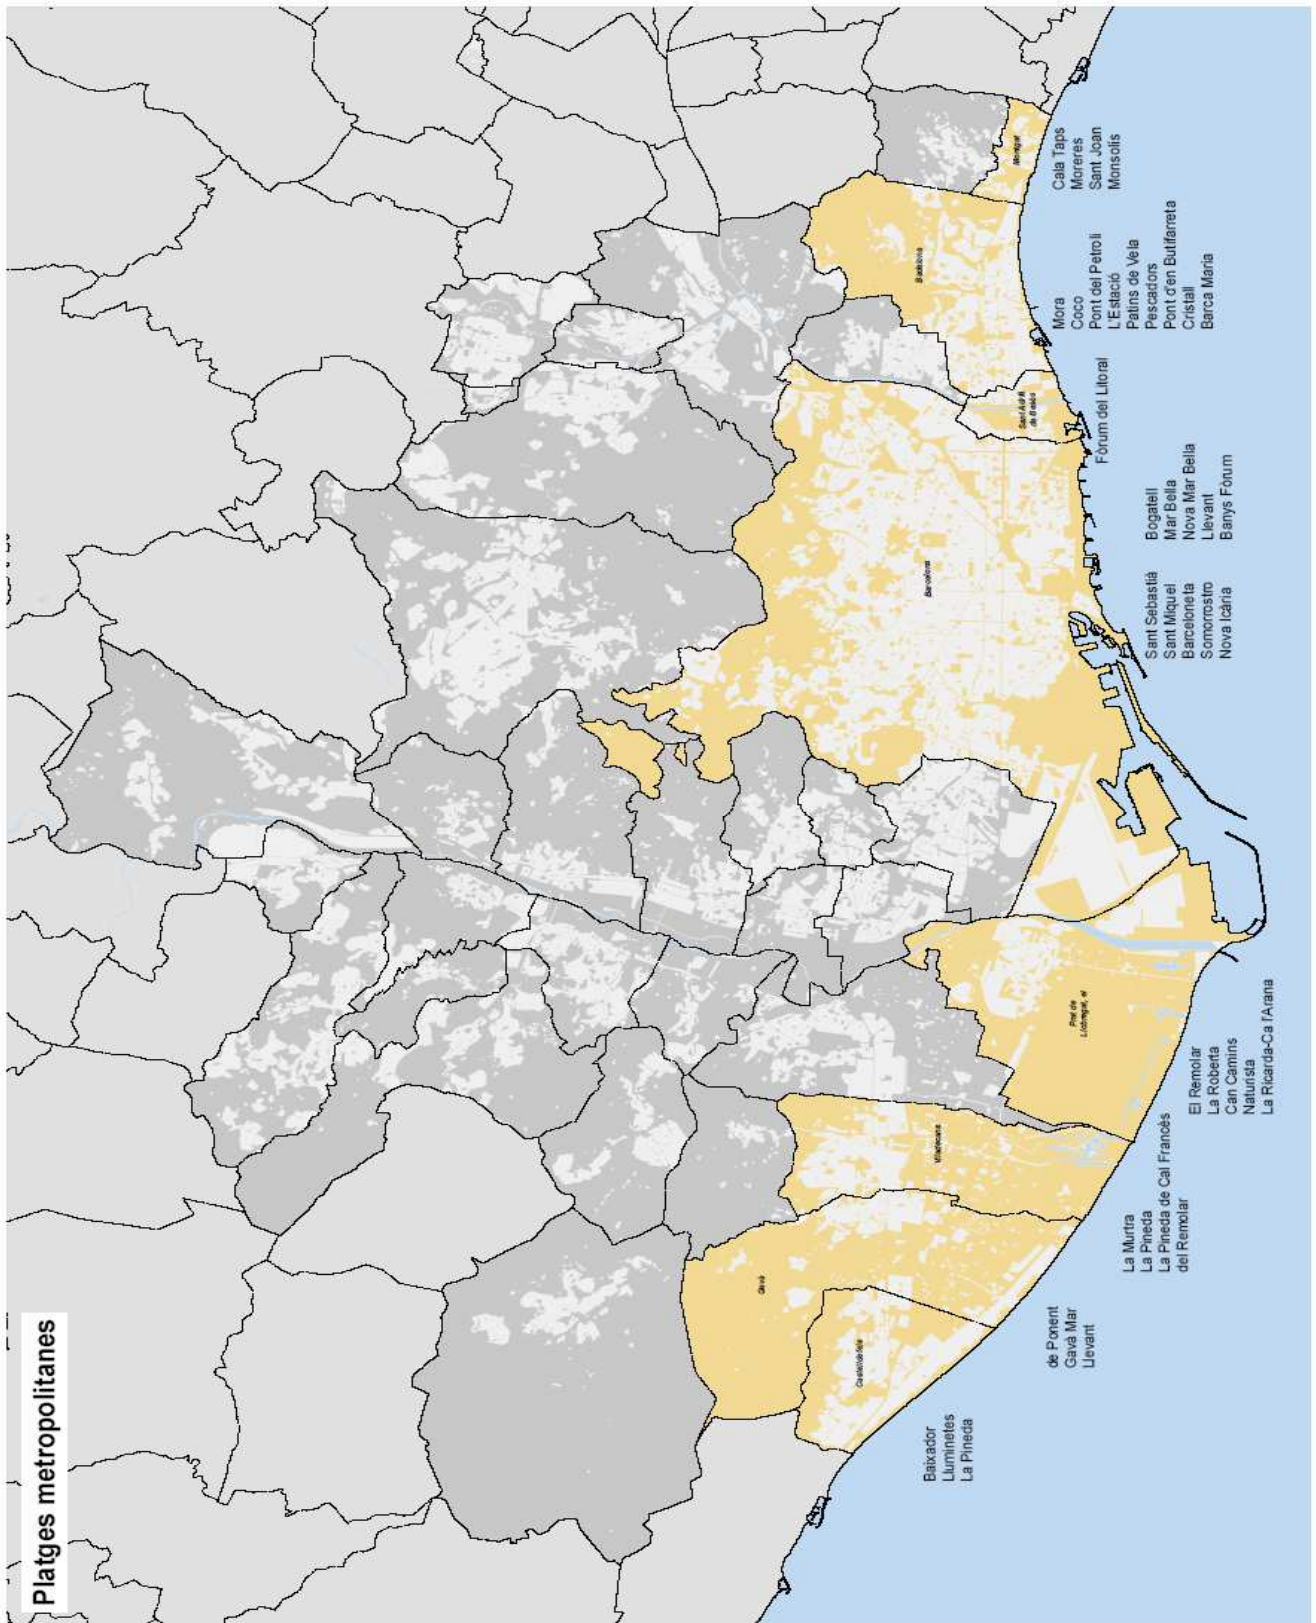 Platges metropolitanes
Montgat
Badalona
Sant Adrià
de Besòs
Barcelona
Prat de
Llobregat, el
Viladecans
Gavà
Castelldefels
Baixador
Lluminetes
La Pineda
de Ponent
Gavà Mar
Llevant
La Murtra
La Pineda
La Pineda de Cal Francès
del Remolar
El Remolar
La Roberta
Can Camins
Naturista
La Ricarda-Ca l'Arana
Sant Sebastià
Sant Miquel
Barceloneta
Somorrostro
Nova Icària
Bogatell
Mar Bella
Nova Mar Bella
Llevant
Banys Fòrum
Fòrum del Litoral
Mora
Coco
Pont del Petroli
L'Estació
Patins de Vela
Pescadors
Pont d'en Butifarreta
Cristall
Barca Maria
Cala Taps
Moreres
Sant Joan
Monsolis